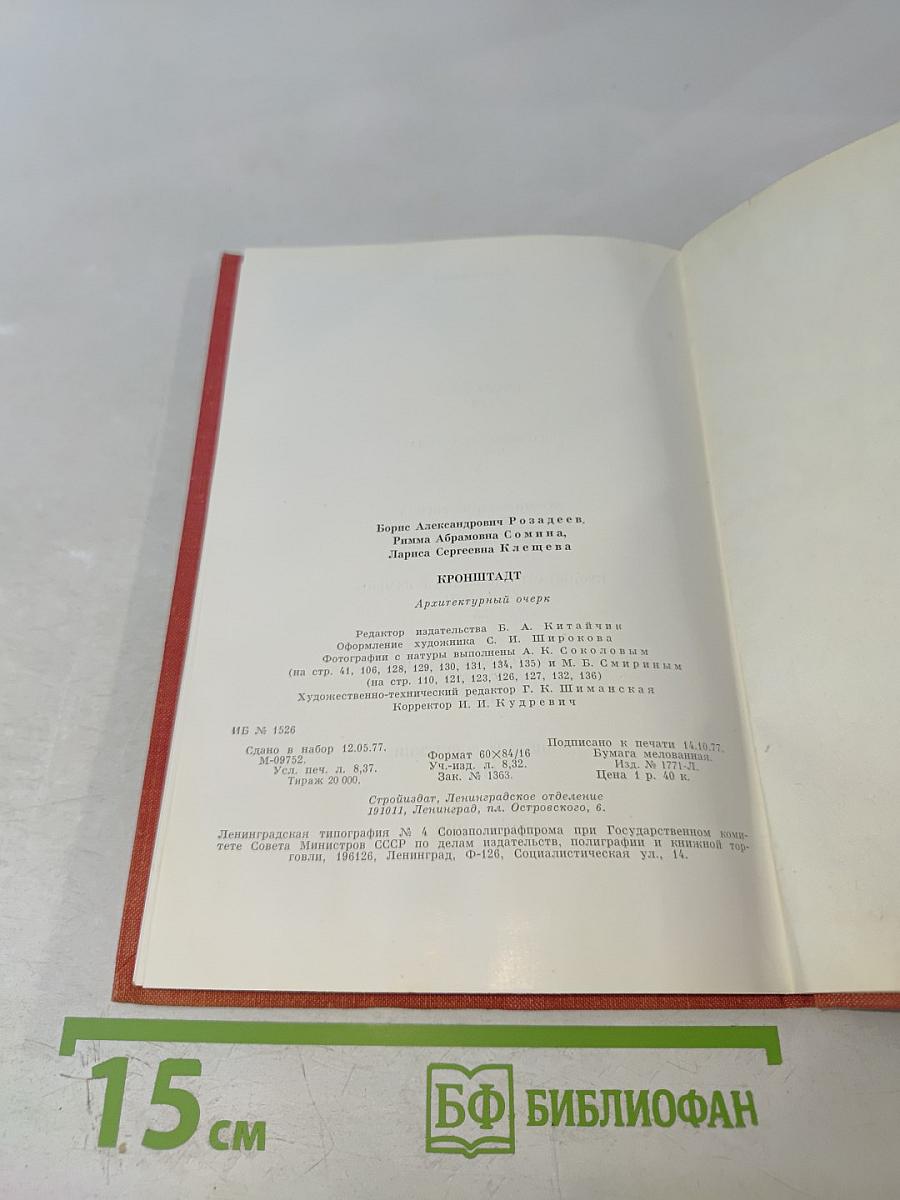 Борис Александрович Розадеев,
Римма Абрамовна Сомина,
Лариса Сергеевна Клещева
КРОНШТАДТ
Архитектурный очерк
Редактор издательства Б. А. Китайчик
Оформление художника С. И. Широкова
Фотографии с натуры выполнены А. К. Соколовым
(на стр. 41, 106, 128, 129, 130, 131, 134, 135) и М. Б. Смириным
(на стр. 110, 121, 123, 126, 127, 132, 136)
Художественно-технический редактор Г. К. Шиманская
Корректор И. И. Кудревич
ИБ № 1526
Сдано в набор 12.05.77. Подписано к печати 14.10.77.
М-09752. Формат 60×84/16 Бумага мелованная.
Усл. печ. л. 8,37. Уч.-изд. л. 8,32. Изд. № 1771-Л.
Тираж 20 000. Зак. № 1363. Цена 1 р. 40 к.
Стройиздат, Ленинградское отделение
191011, Ленинград, пл. Островского, 6.
Ленинградская типография № 4 Союзполиграфпрома при Государственном коми-
тете Совета Министров СССР по делам издательств, полиграфии и книжной тор-
говли, 196126, Ленинград, Ф-126, Социалистическая ул., 14.
15 см
БФ БИБЛИОФАН